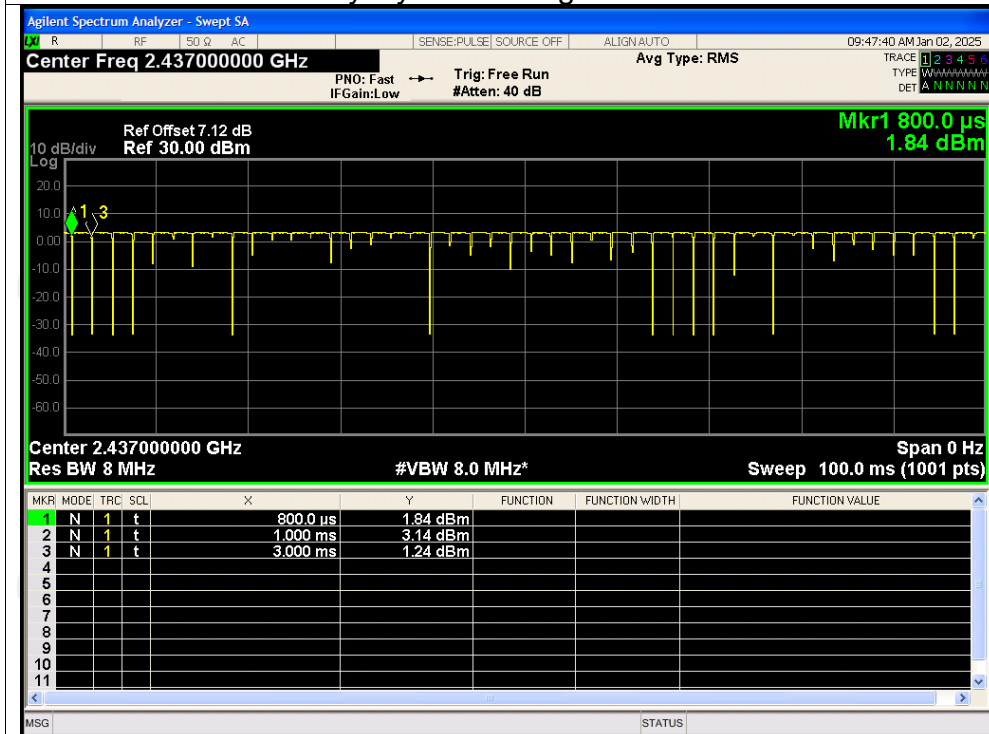 Agilent Spectrum Analyzer - Swept SA
LXI R RF 50 Ω AC SENSE:PULSE SOURCE OFF ALIGN AUTO 09:47:40 AM Jan 02, 2025
Center Freq 2.437000000 GHz Avg Type: RMS TRACE 1 2 3 4 5 6
PNO: Fast Trig: Free Run TYPE WWWWWW
IFGain:Low #Atten: 40 dB DET A N N N N N
Ref Offset 7.12 dB Mkr1 800.0 µs
10 dB/div Ref 30.00 dBm 1.84 dBm
Log
20.0
10.0 1 3
0.00
-10.0
-20.0
-30.0
-40.0
-50.0
-60.0
Center 2.437000000 GHz Span 0 Hz
Res BW 8 MHz #VBW 8.0 MHz* Sweep 100.0 ms (1001 pts)
MKR MODE TRC SCL X Y FUNCTION FUNCTION WIDTH FUNCTION VALUE
1 N 1 t 800.0 µs 1.84 dBm
2 N 1 t 1.000 ms 3.14 dBm
3 N 1 t 3.000 ms 1.24 dBm
4
5
6
7
8
9
10
11
MSG STATUS